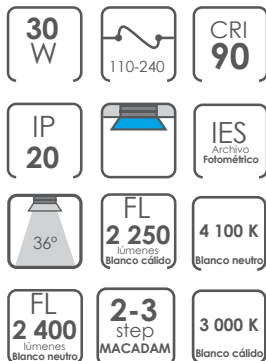 30
W
110-240
CRI
90
IP
20
IES
Archivo
Fotométrico
36°
FL
2 250
lúmenes
Blanco cálido
4 100 K
Blanco neutro
FL
2 400
lúmenes
Blanco neutro
2-3
step
MACADAM
3 000 K
Blanco cálido